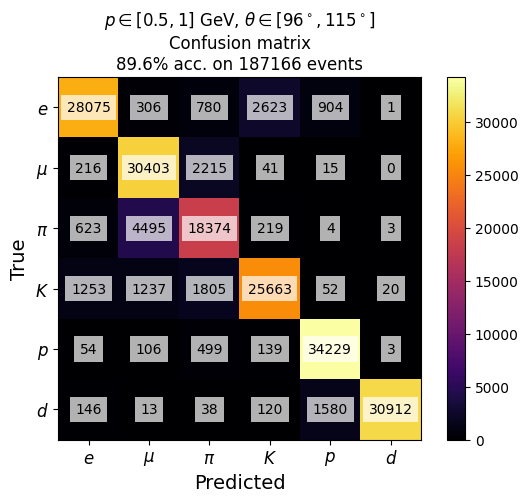 p ∈ [0.5, 1] GeV, θ ∈ [96°, 115°]
Confusion matrix
89.6% acc. on 187166 events
e 28075 306 780 2623 904 1
μ 216 30403 2215 41 15 0
π 623 4495 18374 219 4 3
K 1253 1237 1805 25663 52 20
p 54 106 499 139 34229 3
d 146 13 38 120 1580 30912
e μ π K p d
True
Predicted
30000
25000
20000
15000
10000
5000
0